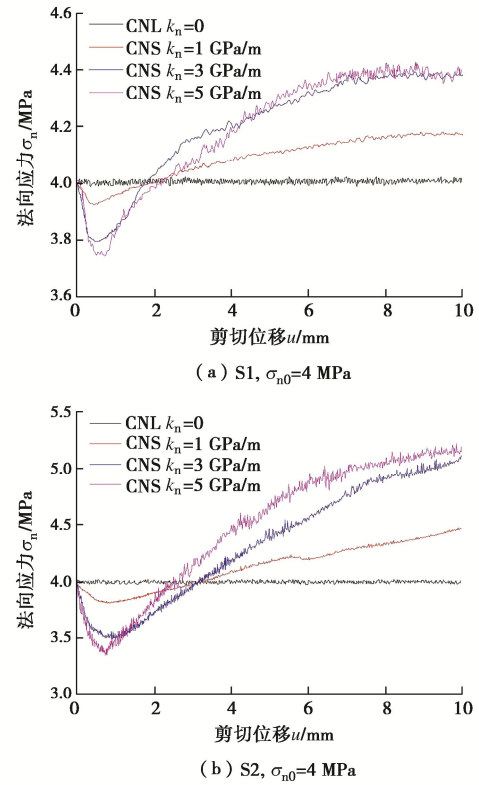 4.6
4.4
4.2
4.0
3.8
3.6
法向应力σn/MPa
CNL kn=0
CNS kn=1 GPa/m
CNS kn=3 GPa/m
CNS kn=5 GPa/m
0 2 4 6 8 10
剪切位移u/mm
(a) S1, σn0=4 MPa
5.5
5.0
4.5
4.0
3.5
3.0
法向应力σn/MPa
CNL kn=0
CNS kn=1 GPa/m
CNS kn=3 GPa/m
CNS kn=5 GPa/m
0 2 4 6 8 10
剪切位移u/mm
(b) S2, σn0=4 MPa